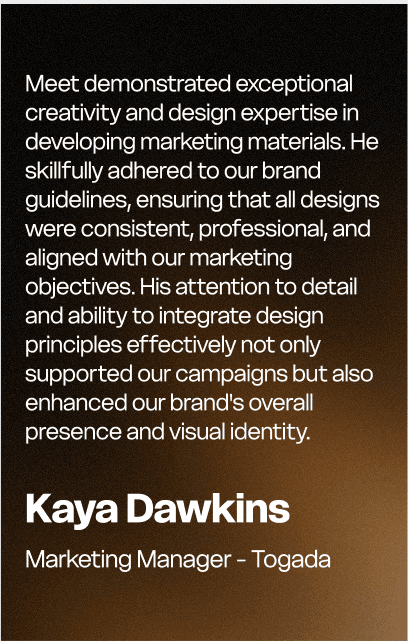 Meet demonstrated exceptional
creativity and design expertise in
developing marketing materials. He
skillfully adhered to our brand
guidelines, ensuring that all designs
were consistent, professional, and
aligned with our marketing
objectives. His attention to detail
and ability to integrate design
principles effectively not only
supported our campaigns but also
enhanced our brand's overall
presence and visual identity.
Kaya Dawkins
Marketing Manager - Togada